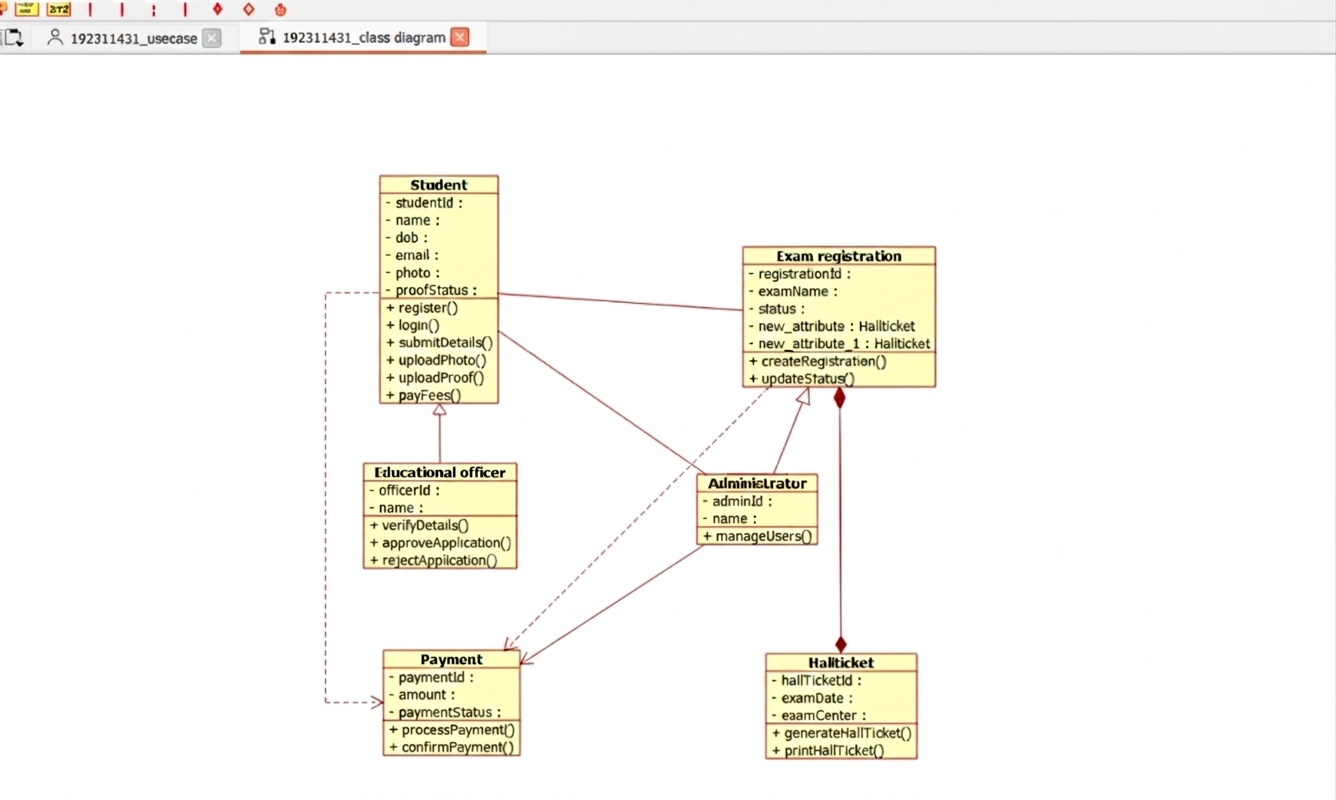 192311431_usecase
192311431_class diagram
Student
- studentId :
- name :
- dob :
- email :
- photo :
- proofStatus :
+ register()
+ login()
+ submitDetails()
+ uploadPhoto()
+ uploadProof()
+ payFees()
Exam registration
- registrationId :
- examName :
- status :
- new_attribute : Hallticket
- new_attribute_1 : Hallticket
+ createRegistration()
+ updateStatus()
Educational officer
- officerId :
- name :
+ verifyDetails()
+ approveApplication()
+ rejectApplication()
Administrator
- adminId :
- name :
+ manageUsers()
Payment
- paymentId :
- amount :
- paymentStatus :
+ processPayment()
+ confirmPayment()
Hallticket
- hallTicketId :
- examDate :
- eaamCenter :
+ generateHallTicket()
+ printHallTicket()